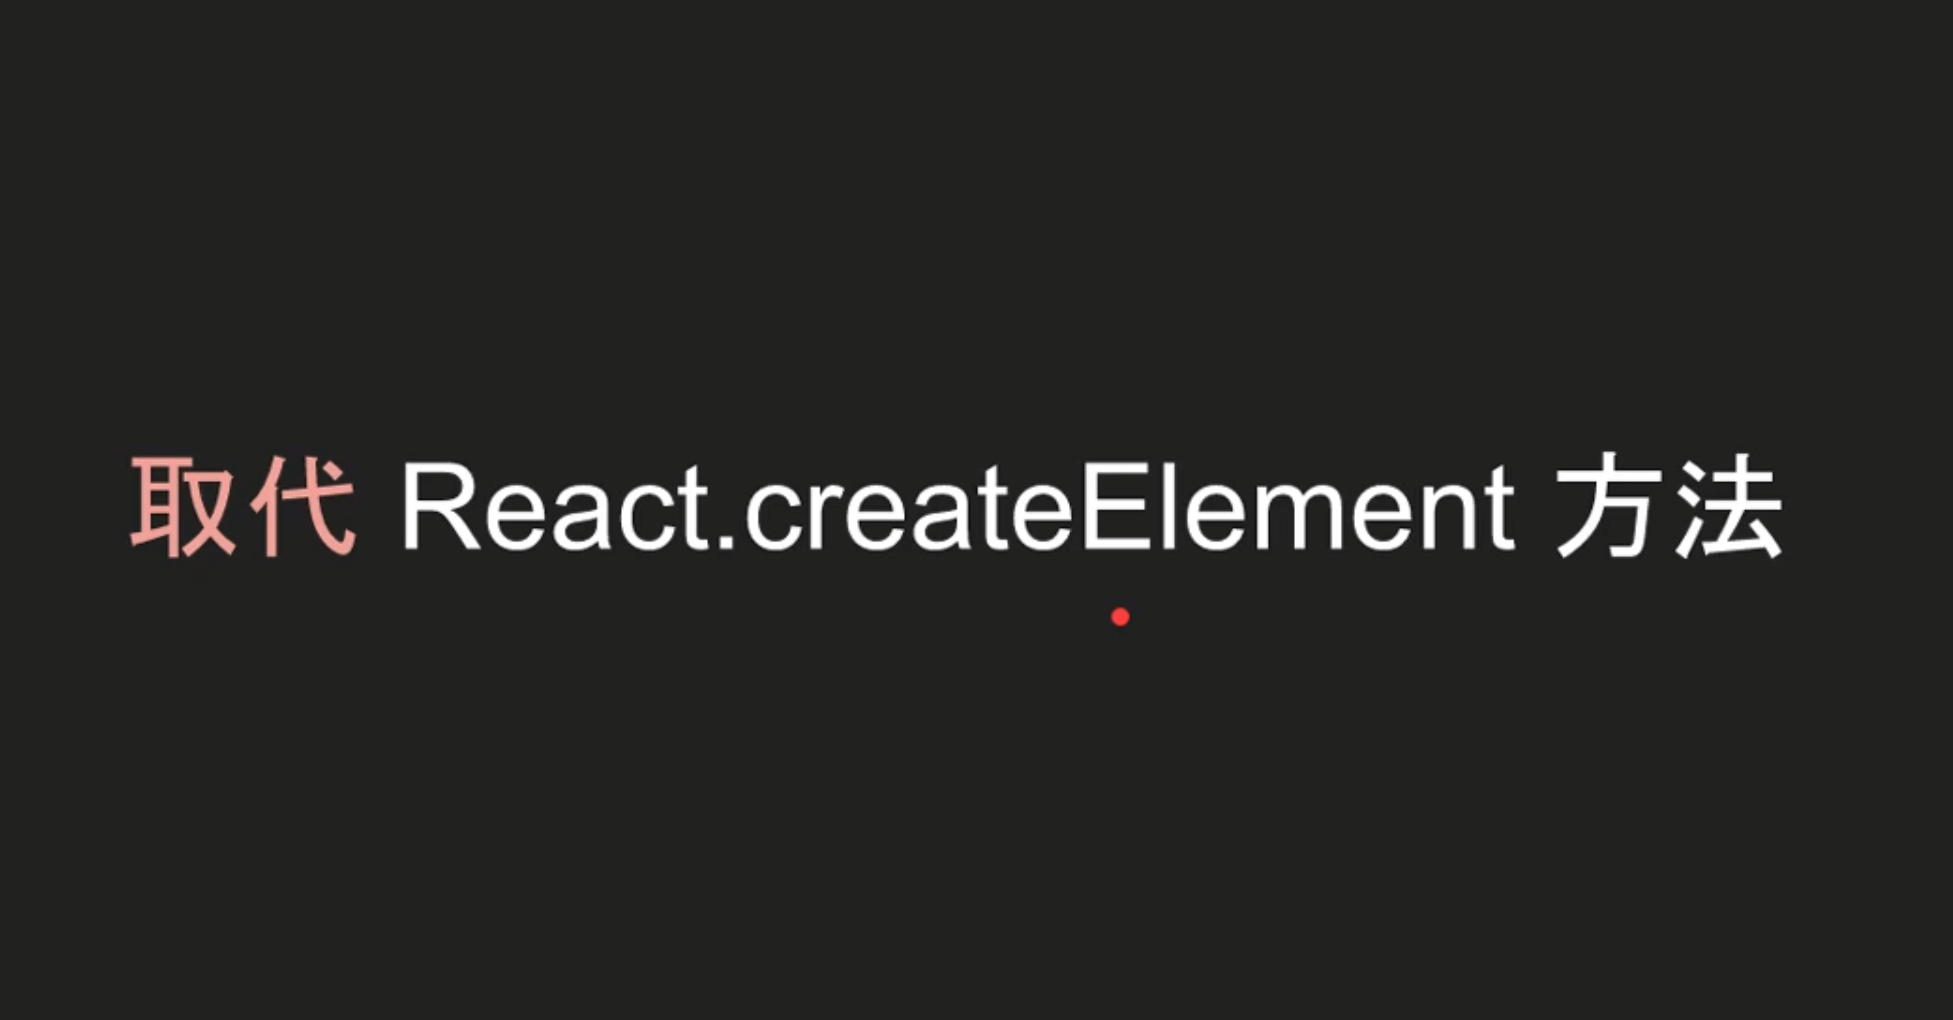 取代 React.createElement 方法